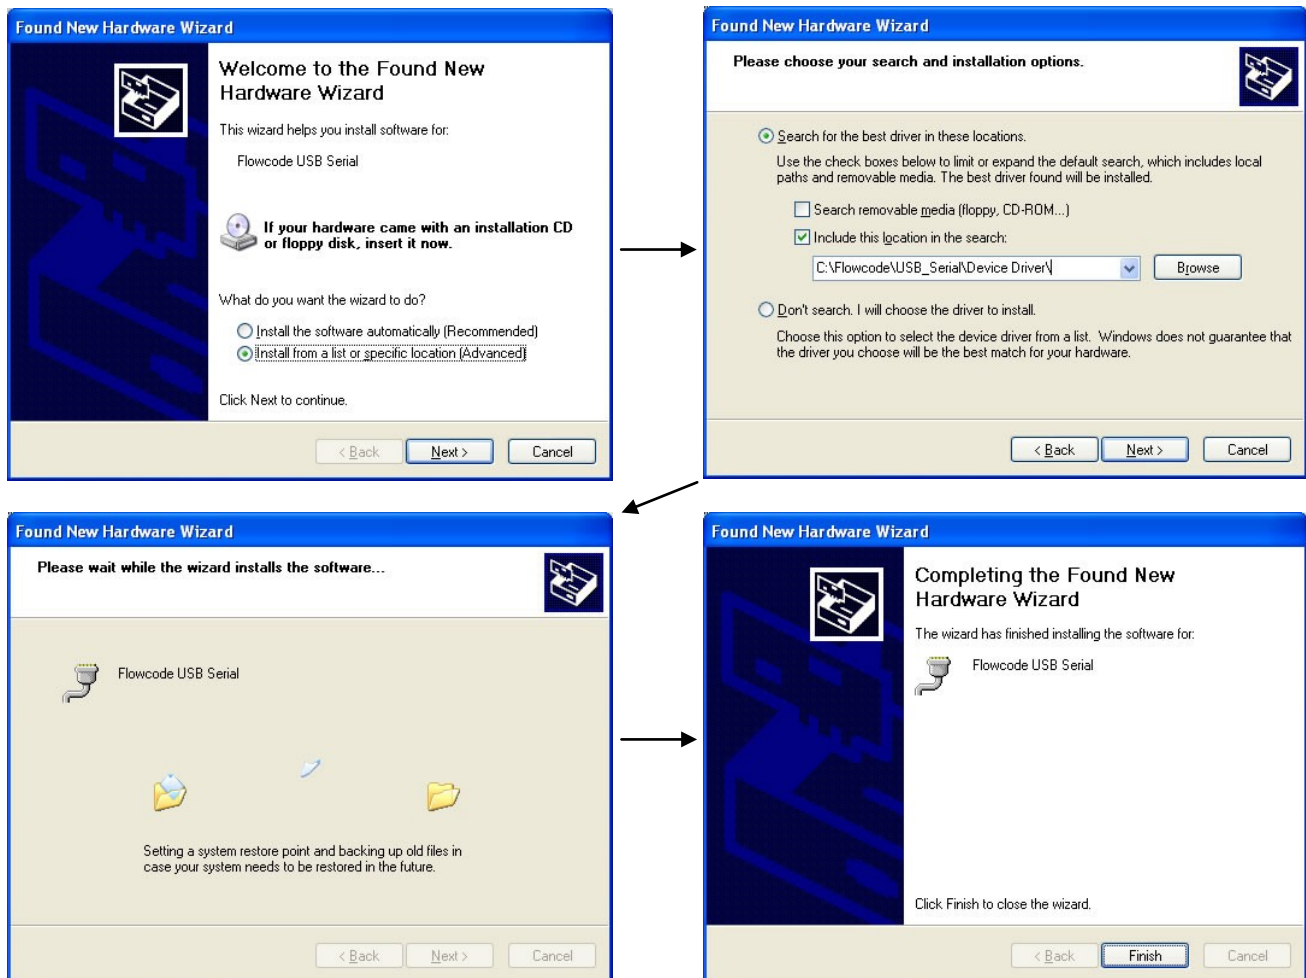 Found New Hardware Wizard
Welcome to the Found New
Hardware Wizard
This wizard helps you install software for:
Flowcode USB Serial
If your hardware came with an installation CD
or floppy disk, insert it now.
What do you want the wizard to do?
Install the software automatically (Recommended)
Install from a list or specific location (Advanced)
Click Next to continue.
< Back
Next >
Cancel
Found New Hardware Wizard
Please choose your search and installation options.
Search for the best driver in these locations.
Use the check boxes below to limit or expand the default search, which includes local
paths and removable media. The best driver found will be installed.
Search removable media (floppy, CD-ROM...)
Include this location in the search:
C:\Flowcode\USB_Serial\Device Driver\
Browse
Don't search. I will choose the driver to install.
Choose this option to select the device driver from a list. Windows does not guarantee that
the driver you choose will be the best match for your hardware.
< Back
Next >
Cancel
Found New Hardware Wizard
Please wait while the wizard installs the software...
Flowcode USB Serial
Setting a system restore point and backing up old files in
case your system needs to be restored in the future.
< Back
Next >
Cancel
Found New Hardware Wizard
Completing the Found New
Hardware Wizard
The wizard has finished installing the software for:
Flowcode USB Serial
Click Finish to close the wizard.
< Back
Finish
Cancel